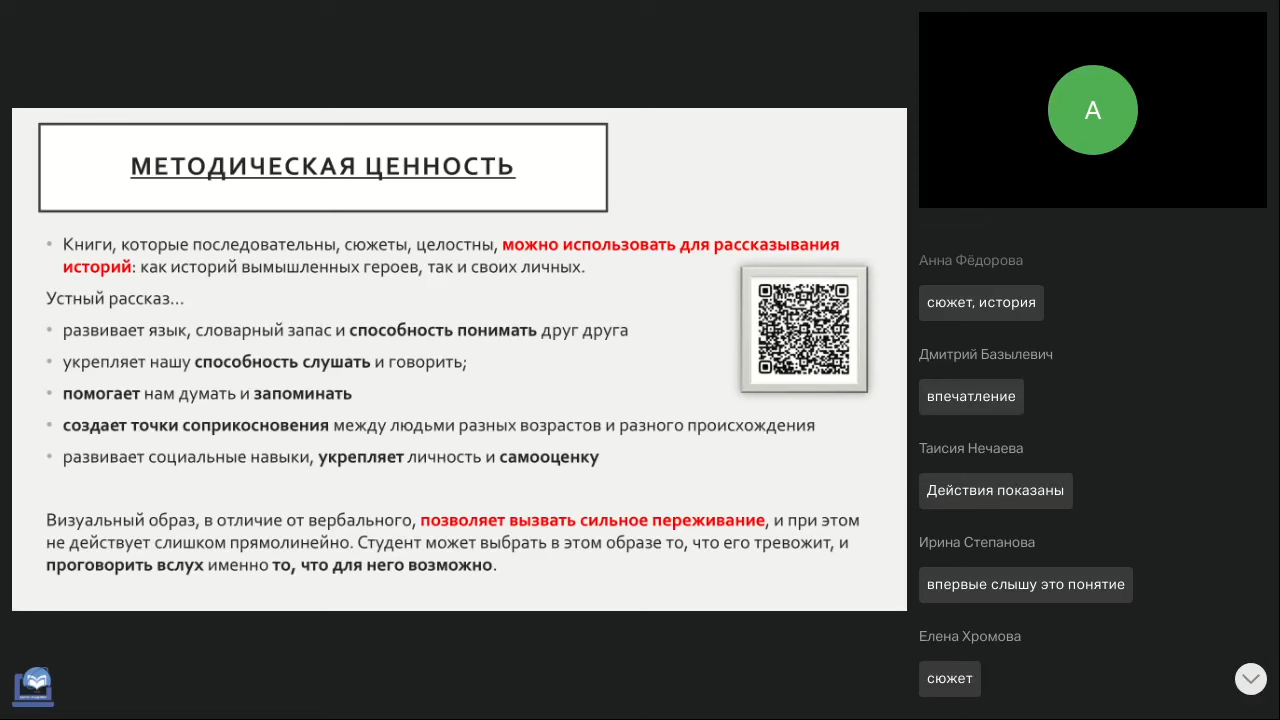 МЕТОДИЧЕСКАЯ ЦЕННОСТЬ
• Книги, которые последовательны, сюжеты, целостны, можно использовать для рассказывания
историй: как историй вымышленных героев, так и своих личных.
Устный рассказ...
• развивает язык, словарный запас и способность понимать друг друга
• укрепляет нашу способность слушать и говорить;
• помогает нам думать и запоминать
• создает точки соприкосновения между людьми разных возрастов и разного происхождения
• развивает социальные навыки, укрепляет личность и самооценку
Визуальный образ, в отличие от вербального, позволяет вызвать сильное переживание, и при этом
не действует слишком прямолинейно. Студент может выбрать в этом образе то, что его тревожит, и
проговорить вслух именно то, что для него возможно.
А
Анна Фёдорова
сюжет, история
Дмитрий Базылевич
впечатление
Таисия Нечаева
Действия показаны
Ирина Степанова
впервые слышу это понятие
Елена Хромова
сюжет